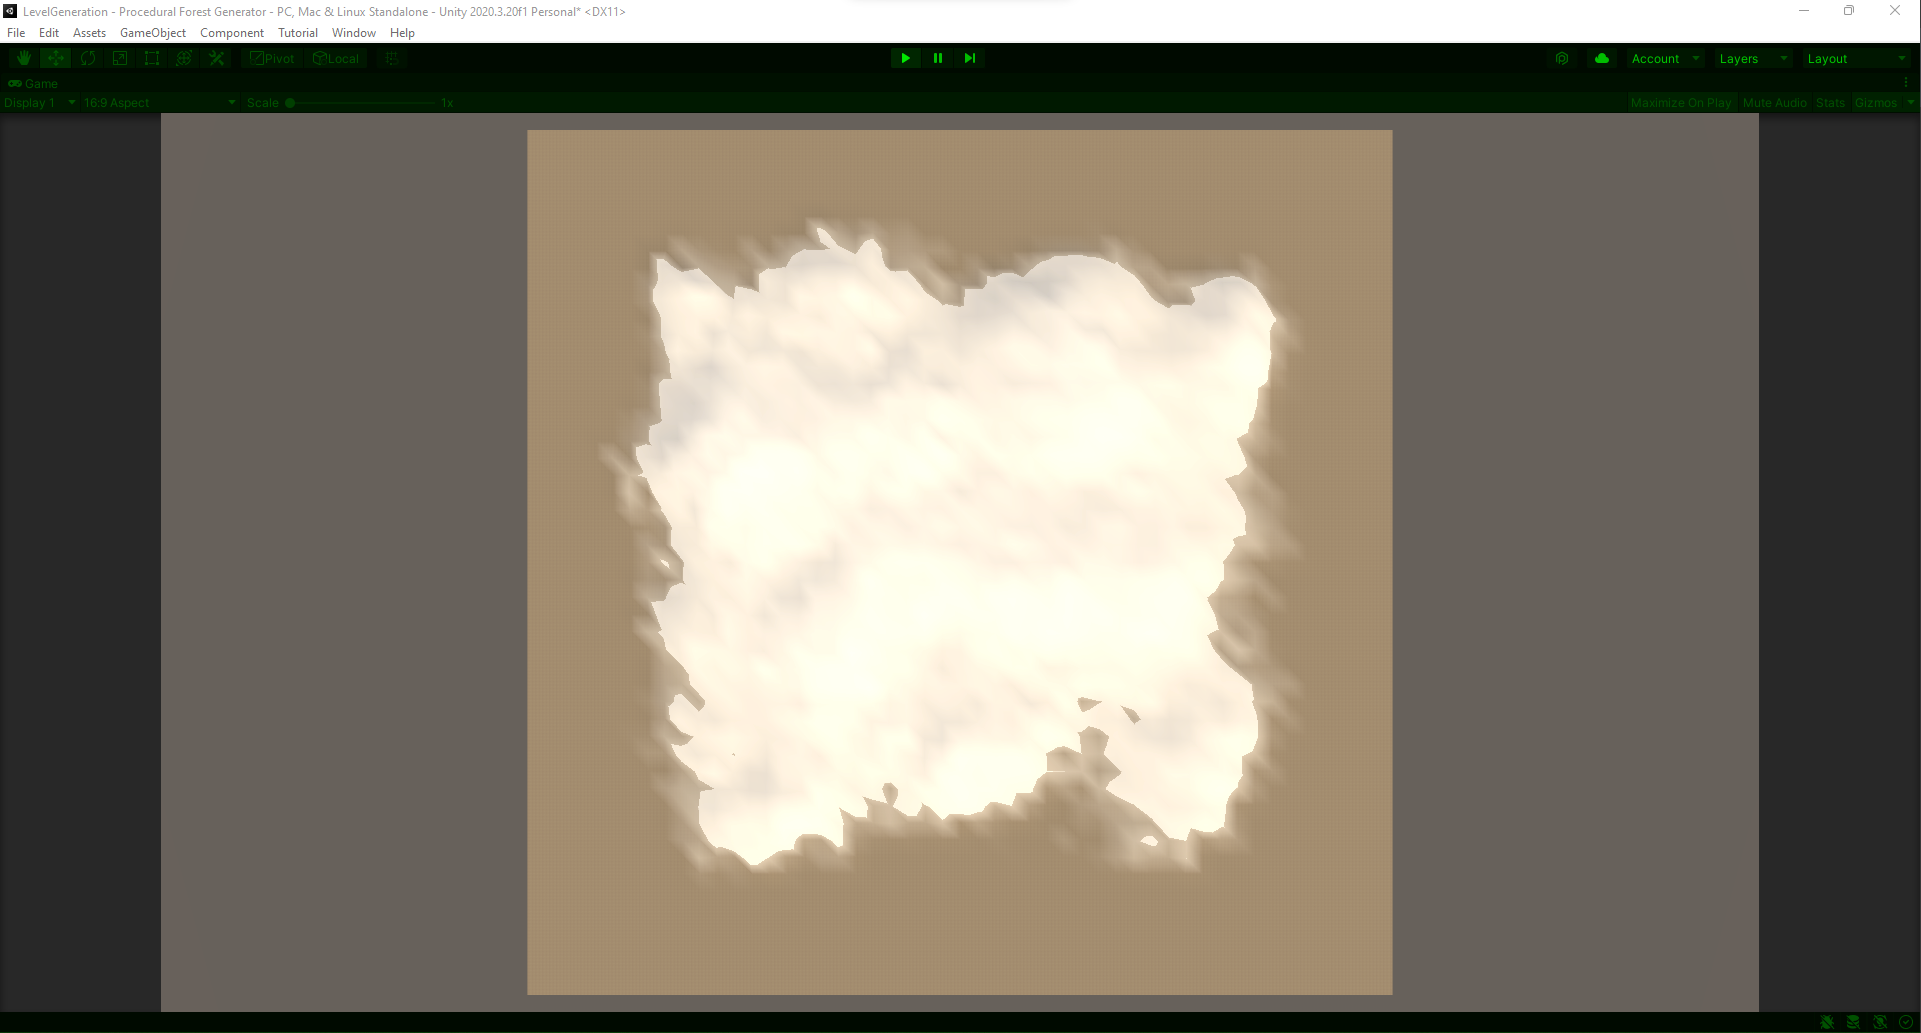 LevelGeneration - Procedural Forest Generator - PC, Mac & Linux Standalone - Unity 2020.3.20f1 Personal* <DX11>
File Edit Assets GameObject Component Tutorial Window Help
Pivot Local Account Layers Layout
Game
Display 1 16:9 Aspect Scale 1x Maximize On Play Mute Audio Stats Gizmos